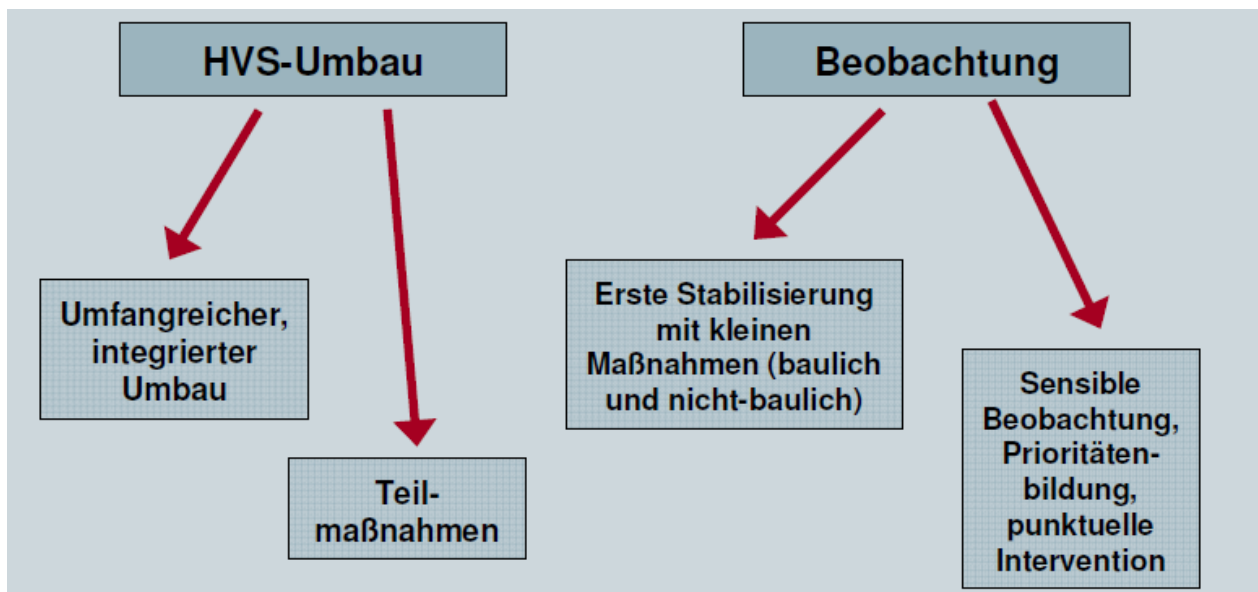 HVS-Umbau
Beobachtung
Umfangreicher,
integrierter
Umbau
Teil-
maßnahmen
Erste Stabilisierung
mit kleinen
Maßnahmen (baulich
und nicht-baulich)
Sensible
Beobachtung,
Prioritäten-
bildung,
punktuelle
Intervention